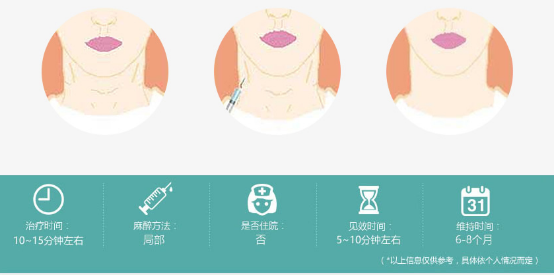 31
治疗时间：
麻醉方法：
是否住院：
见效时间：
维持时间：
10~15分钟左右
局部
否
5~10分钟左右
6-8个月
（*以上信息仅供参考，具体依个人情况而定）